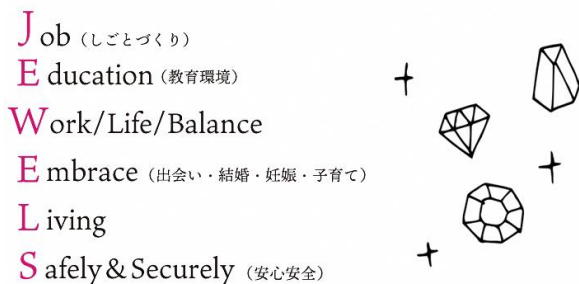 Job（しごとづくり）
Education（教育環境）
Work/Life/Balance
Embrace（出会い・結婚・妊娠・子育て）
Living
Safely & Securely（安心安全）